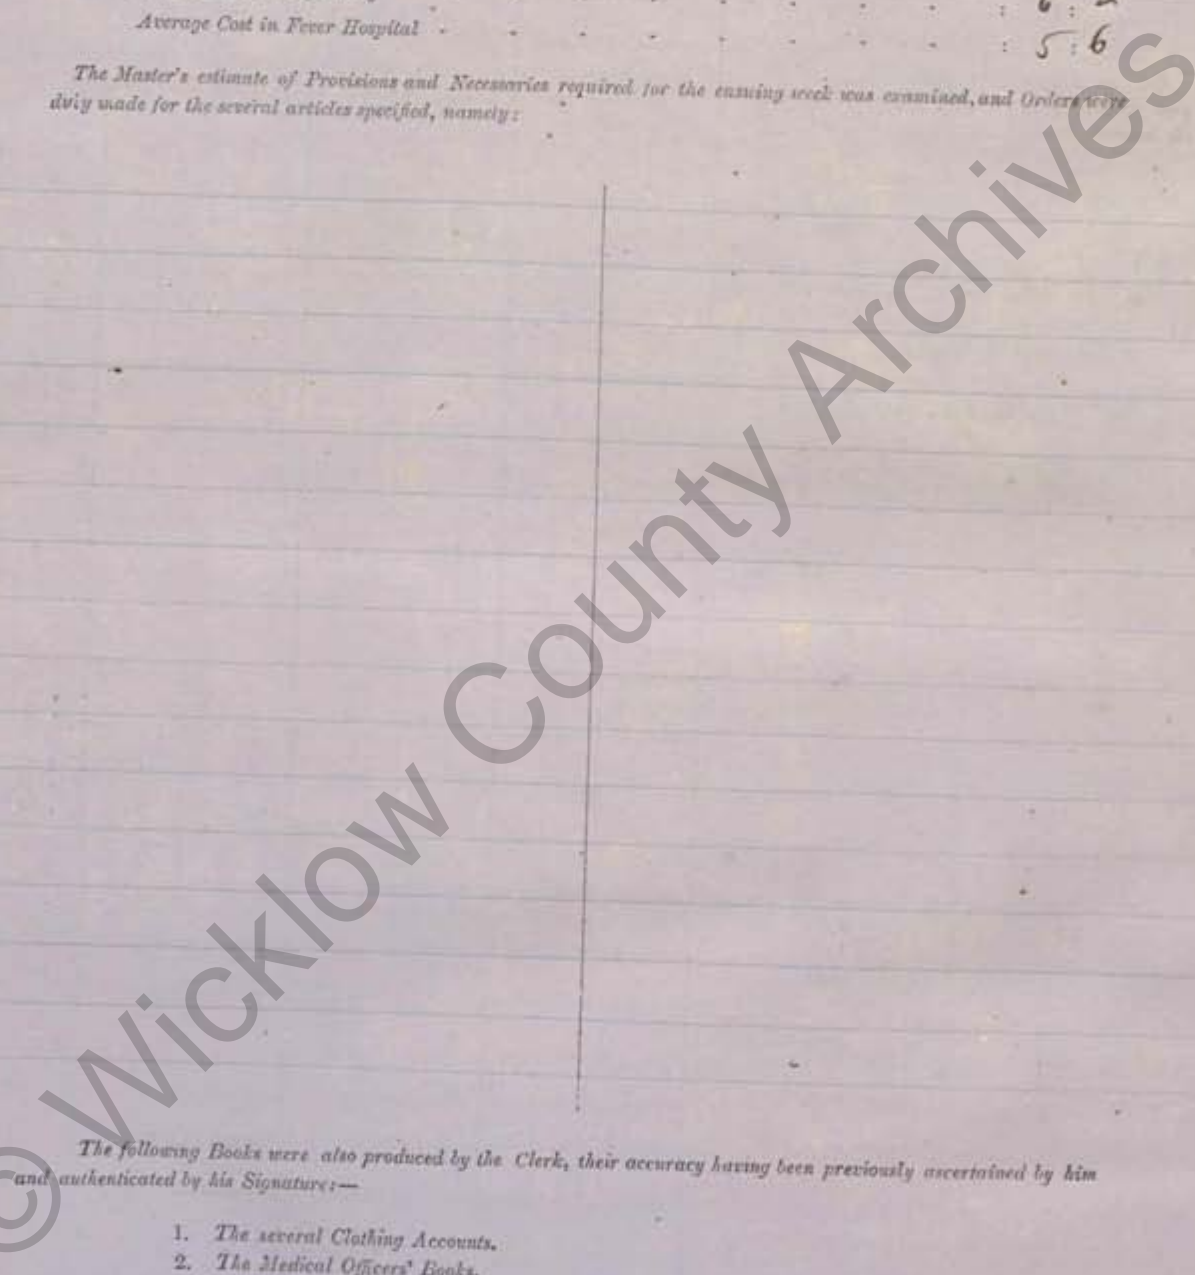 Average Cost in Fever Hospital - - - - - - - - : 5 : 6
The Master's estimate of Provisions and Necessaries required for the ensuing week was examined, and Orders were
duly made for the several articles specified, namely:
The following Books were also produced by the Clerk, their accuracy having been previously ascertained by him
and authenticated by his Signature:—
1. The several Clothing Accounts.
2. The Medical Officers' Books.
© Wicklow County Archives